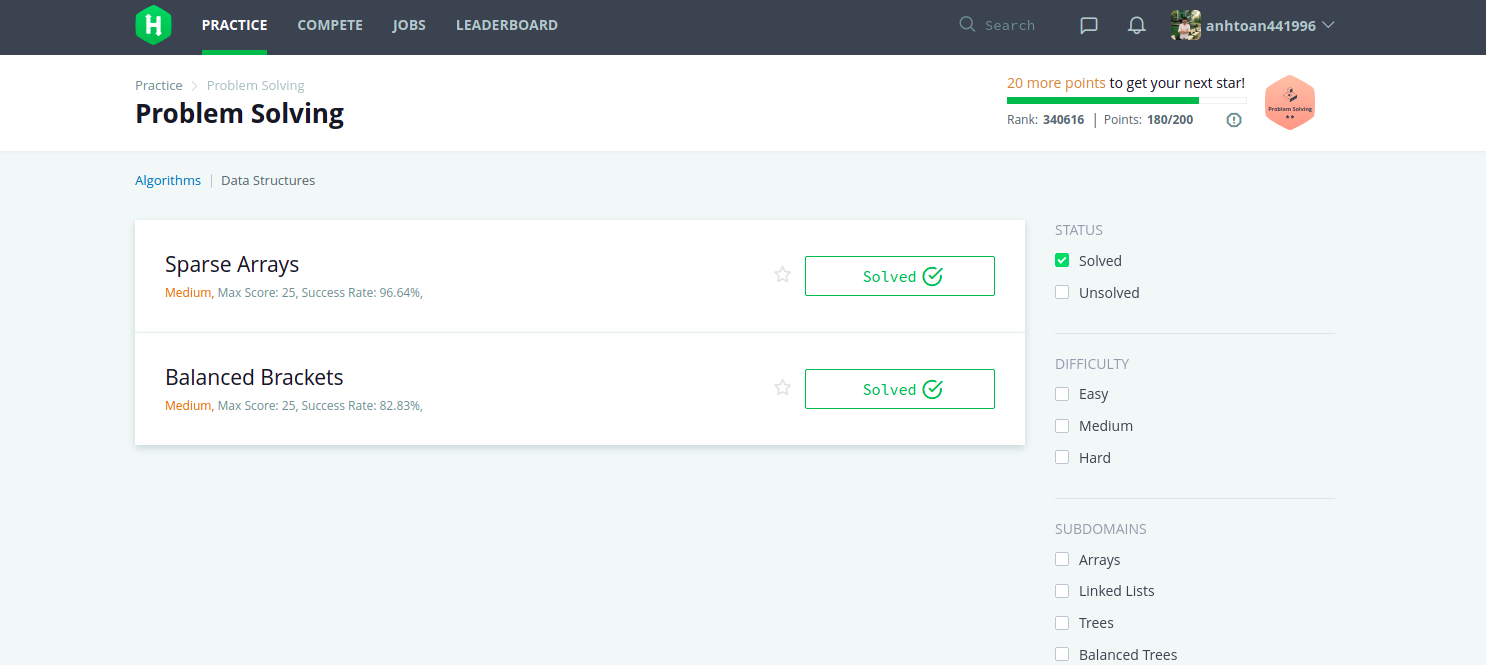 H
PRACTICE COMPETE JOBS LEADERBOARD Search anhtoan441996
Practice Problem Solving
Problem Solving
20 more points to get your next star!
Rank: 340616 | Points: 180/200
Problem Solving
Algorithms | Data Structures
Sparse Arrays
Medium, Max Score: 25, Success Rate: 96.64%,
Solved
Balanced Brackets
Medium, Max Score: 25, Success Rate: 82.83%,
Solved
STATUS
Solved
Unsolved
DIFFICULTY
Easy
Medium
Hard
SUBDOMAINS
Arrays
Linked Lists
Trees
Balanced Trees